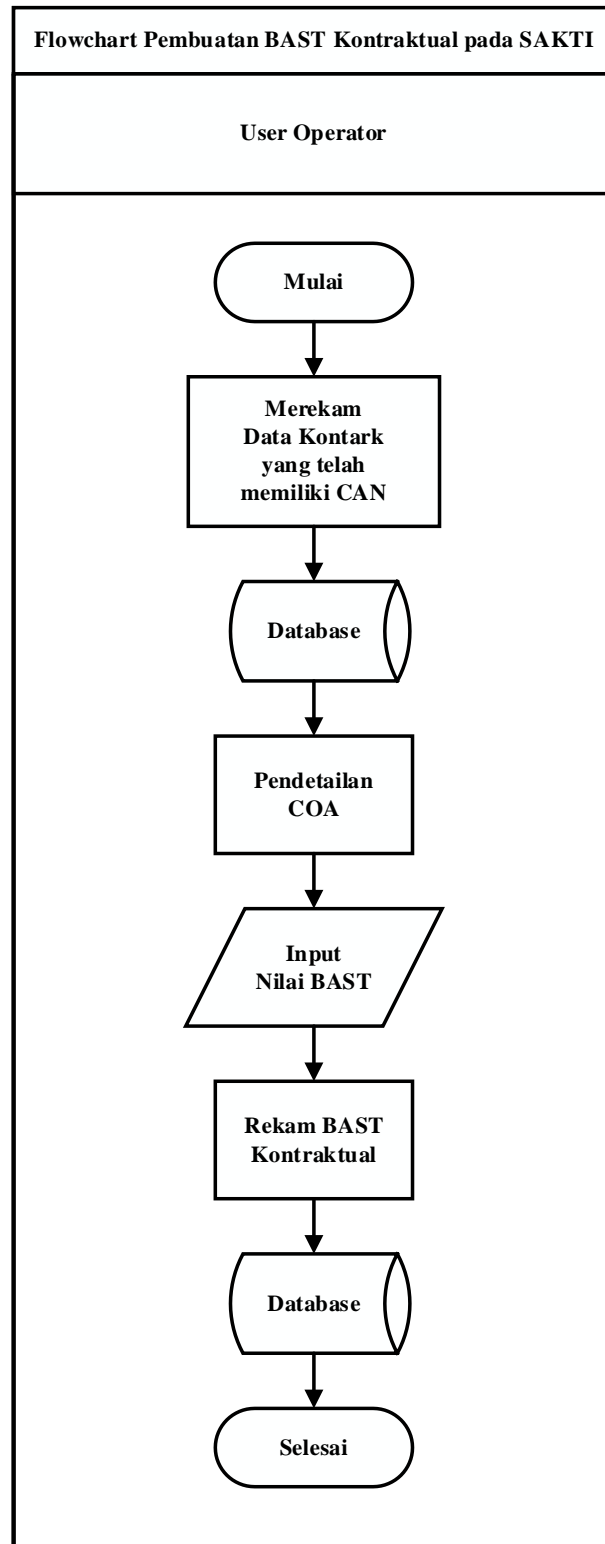 Flowchart Pembuatan BAST Kontraktual pada SAKTI
User Operator
Mulai
Merekam
Data Kontark
yang telah
memiliki CAN
Database
Pendetailan
COA
Input
Nilai BAST
Rekam BAST
Kontraktual
Database
Selesai